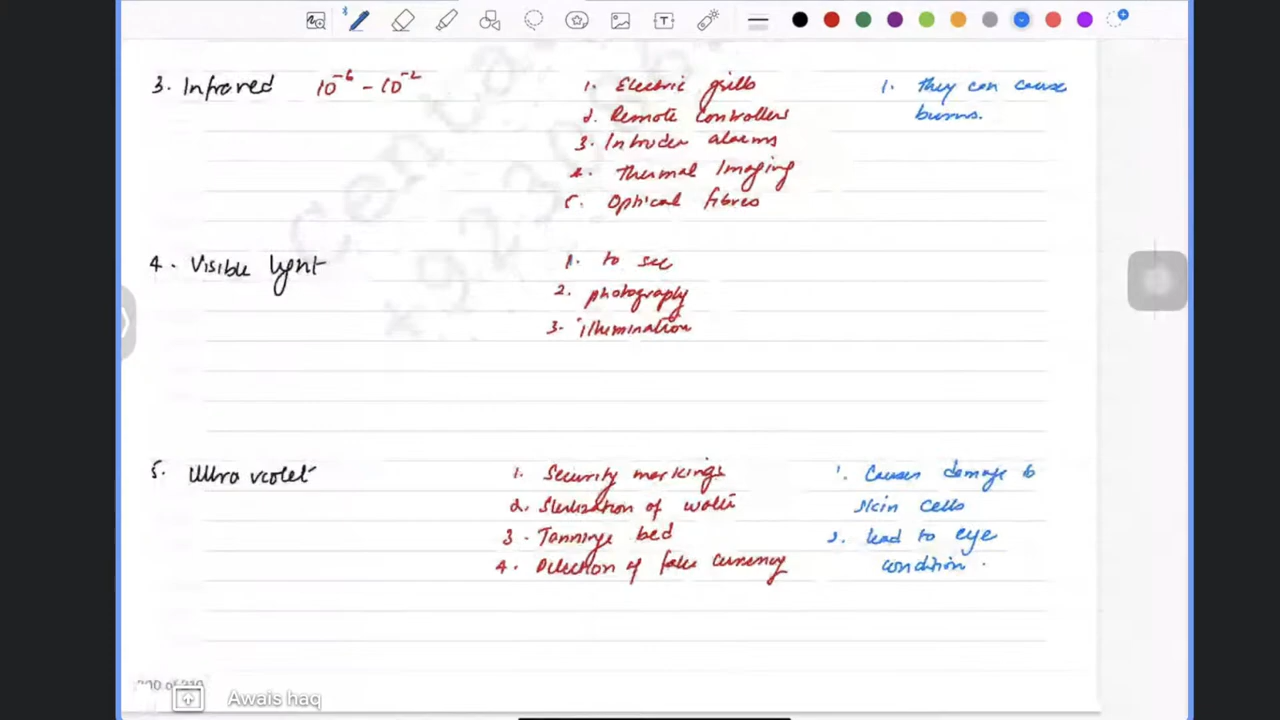 3. Infrared 10⁻⁶ - 10⁻² 1. Electric grills 1. they can cause
2. Remote controllers burns.
3. Intruder alarms
4. Thermal Imaging
5. Optical fibres
4. Visible light 1. to see
2. photography
3. illumination
5. Ultra violet 1. Security markings 1. Causes damage to
2. Sterlization of water skin cells
3. Tanninge bed 2. lead to eye
4. Detection of fake currency condition.
Awais haq